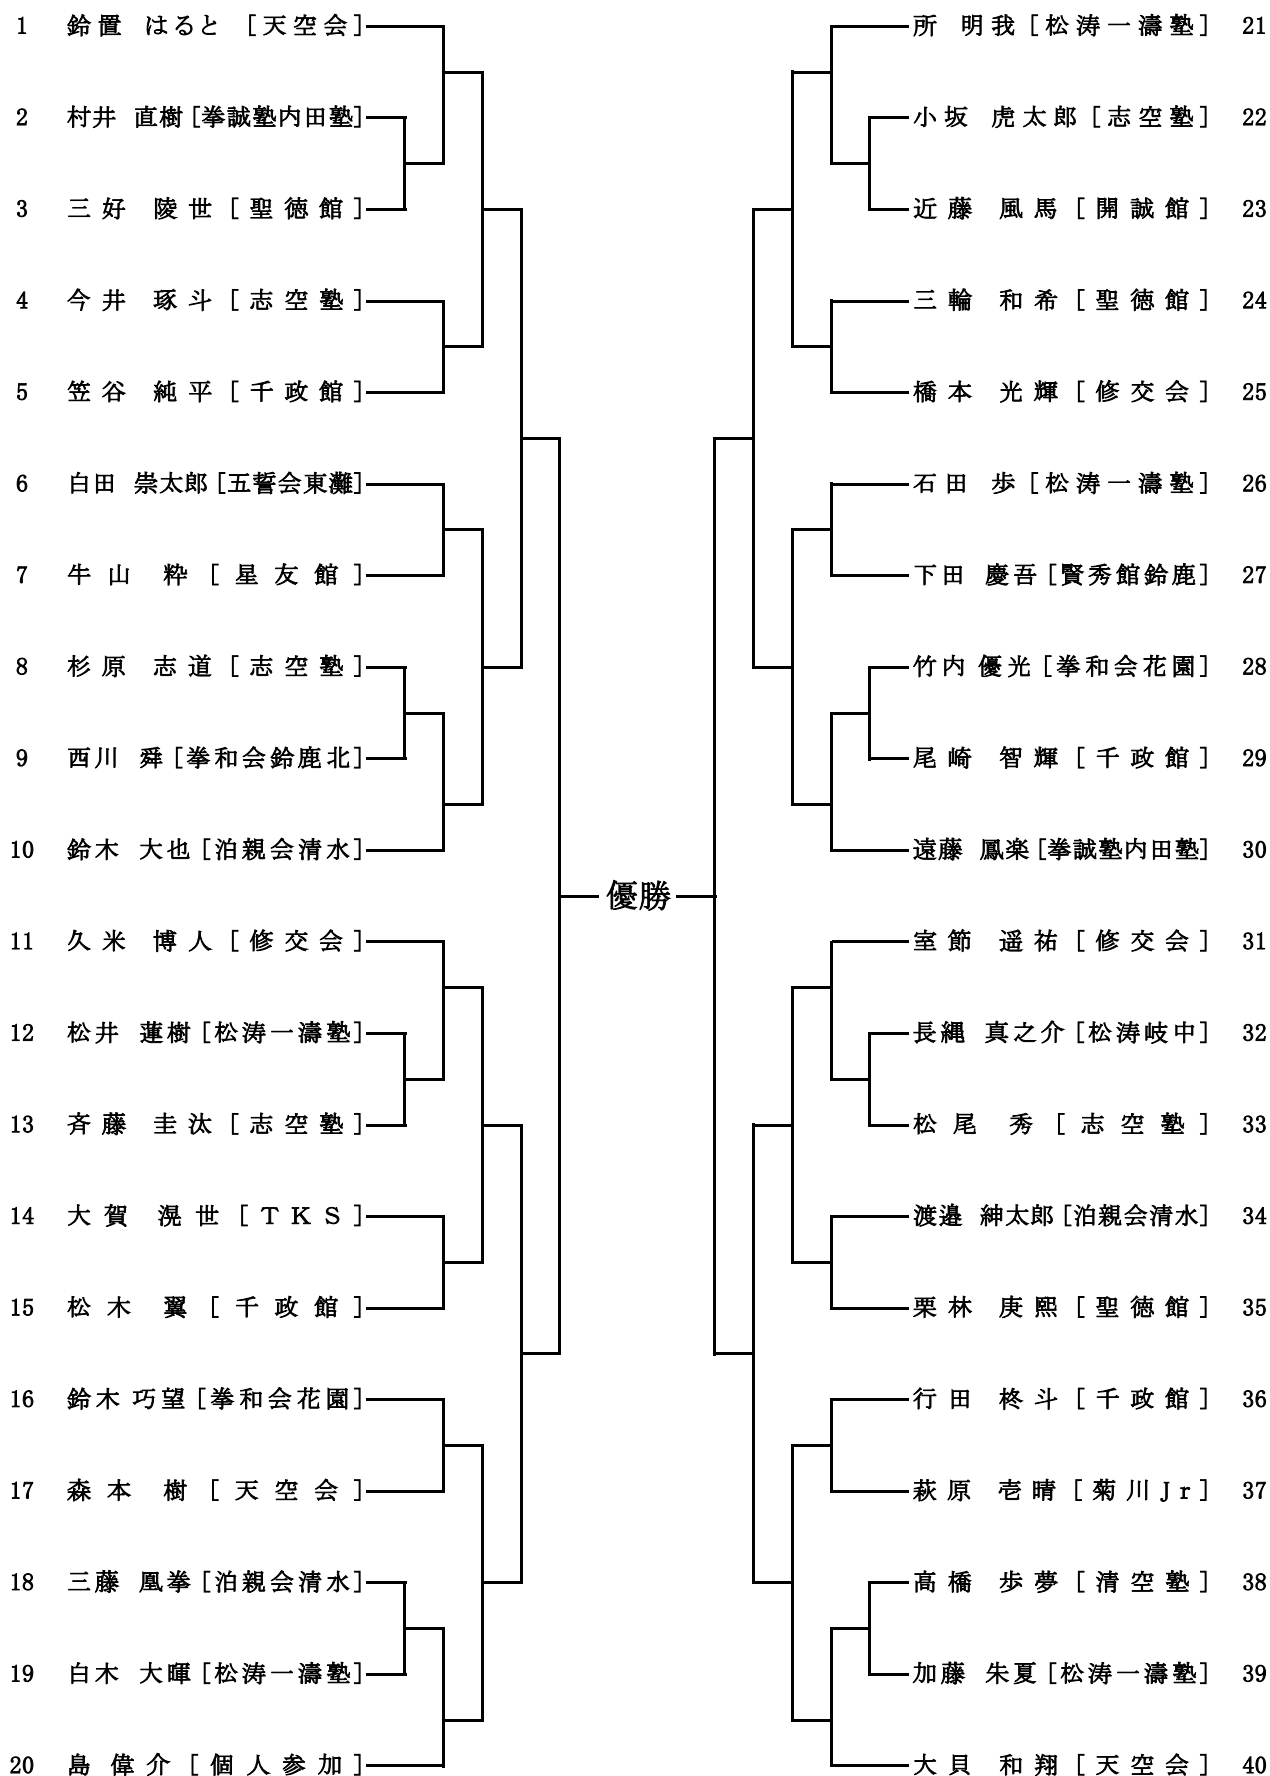 1 鈴置 はると [天空会]
2 村井 直樹[拳誠塾内田塾]
3 三好 陵世[聖徳館]
4 今井 琢斗[志空塾]
5 笠谷 純平[千政館]
6 白田 崇太郎[五誓会東灘]
7 牛山 粋[星友館]
8 杉原 志道[志空塾]
9 西川 舜[拳和会鈴鹿北]
10 鈴木 大也[泊親会清水]
11 久米 博人[修交会]
12 松井 蓮樹[松涛一濤塾]
13 斉藤 圭汰[志空塾]
14 大賀 滉世[TKS]
15 松木 翼[千政館]
16 鈴木 巧望[拳和会花園]
17 森本 樹[天空会]
18 三藤 凰拳[泊親会清水]
19 白木 大暉[松涛一濤塾]
20 島 偉介[個人参加]
優勝
所 明我[松涛一濤塾] 21
小坂 虎太郎[志空塾] 22
近藤 風馬[開誠館] 23
三輪 和希[聖徳館] 24
橋本 光輝[修交会] 25
石田 歩[松涛一濤塾] 26
下田 慶吾[賢秀館鈴鹿] 27
竹内 優光[拳和会花園] 28
尾崎 智輝[千政館] 29
遠藤 鳳楽[拳誠塾内田塾] 30
室節 遥祐[修交会] 31
長縄 真之介[松涛岐中] 32
松尾 秀[志空塾] 33
渡邉 紳太郎[泊親会清水] 34
栗林 庚熙[聖徳館] 35
行田 柊斗[千政館] 36
萩原 壱晴[菊川Jr] 37
高橋 歩夢[清空塾] 38
加藤 朱夏[松涛一濤塾] 39
大貝 和翔[天空会] 40